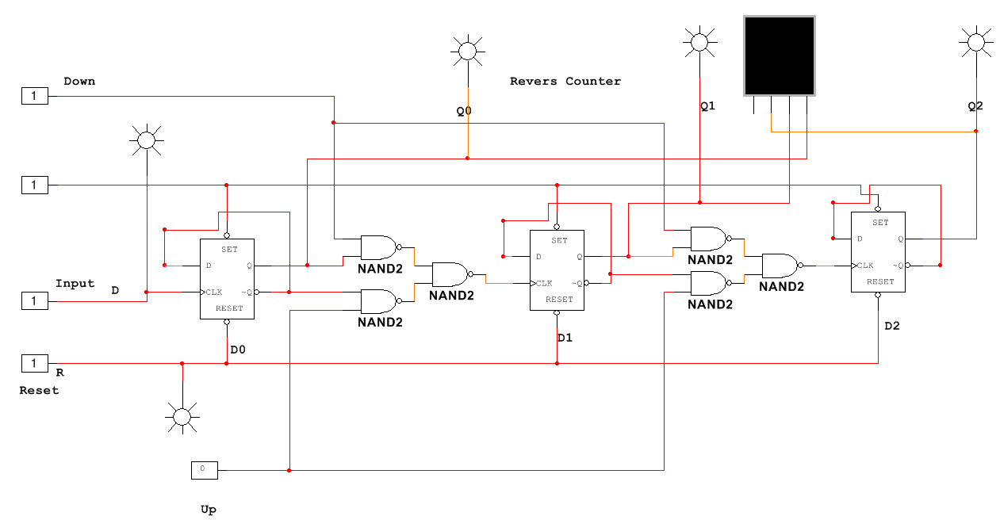 Down
Revers Counter
1
Q0
Q1
Q2
1
SET
D
Q
CLK
~Q
RESET
D0
NAND2
NAND2
NAND2
SET
D
Q
CLK
~Q
RESET
D1
NAND2
NAND2
NAND2
SET
D
Q
CLK
~Q
RESET
D2
Input
D
1
1
R
Reset
0
Up